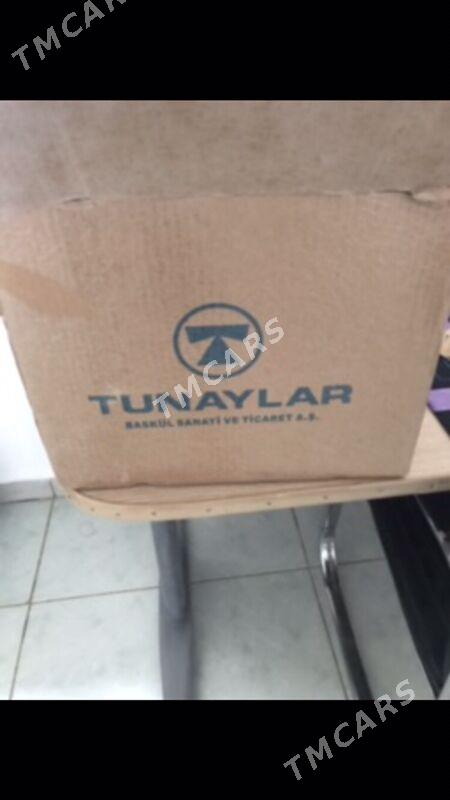 TMCARS
TUNAYLAR
TMCARS
BASKÜL SANAYİ VE TİCARET A.Ş.
TMCARS